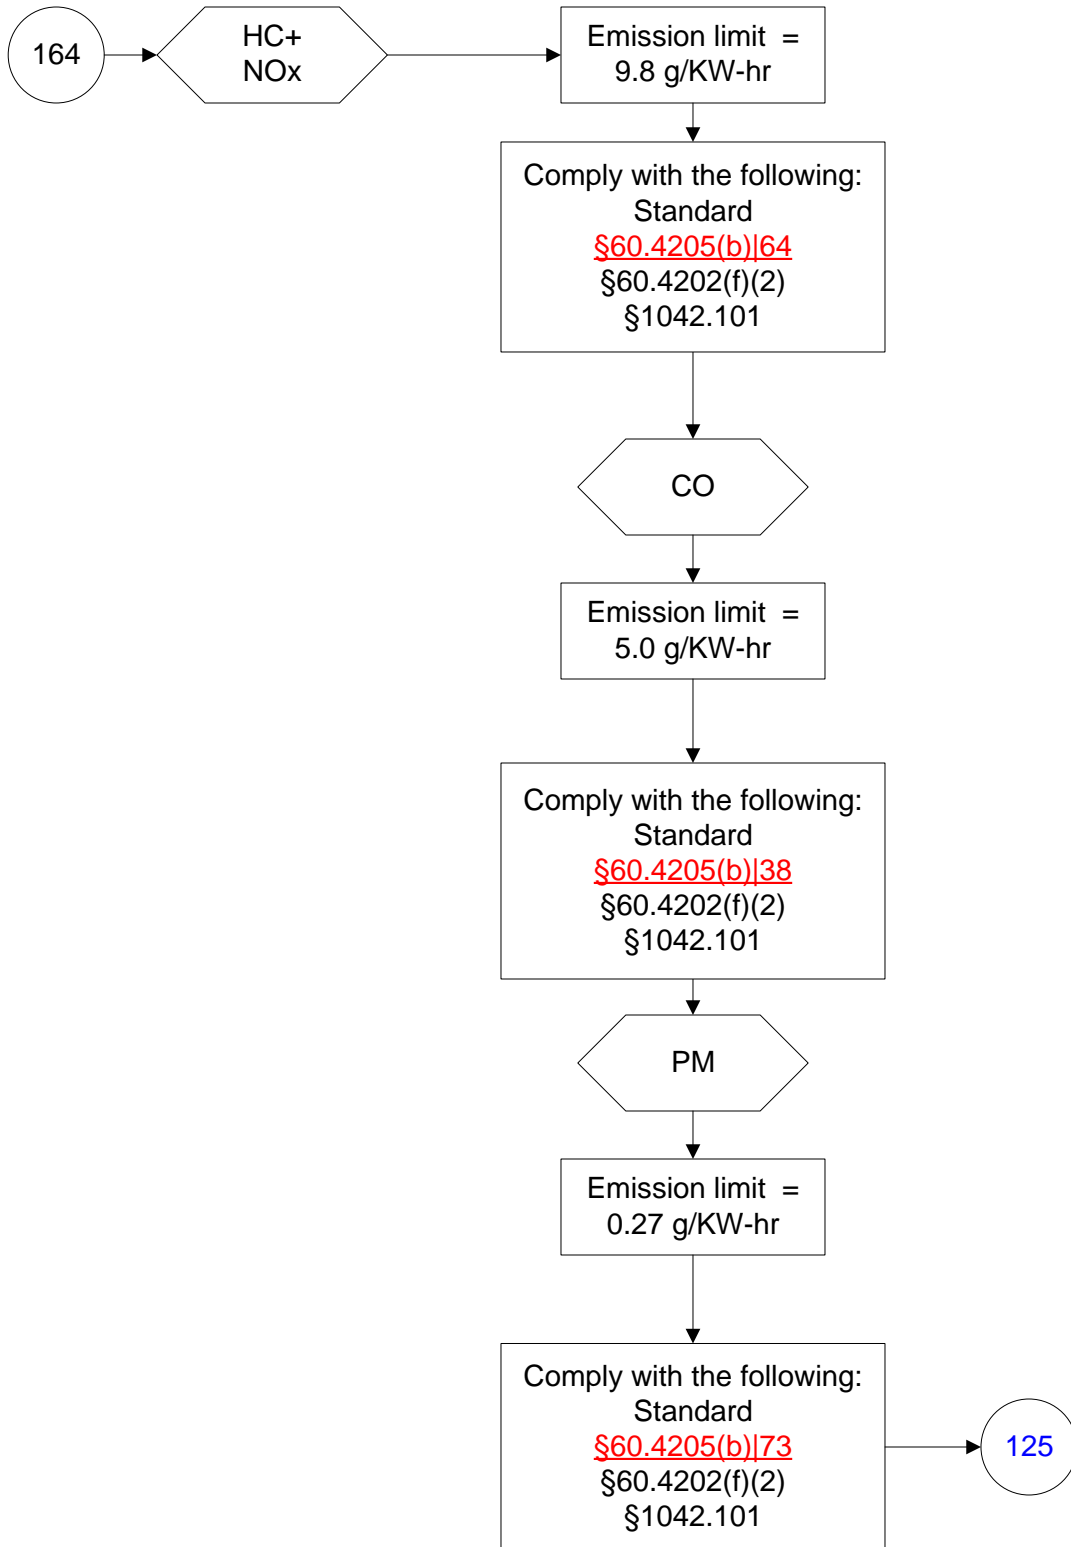 164
HC+
NOx
Emission limit  =
9.8 g/KW-hr
Comply with the following:
Standard
§60.4205(b)|64
§60.4202(f)(2)
§1042.101
CO
Emission limit  =
5.0 g/KW-hr
Comply with the following:
Standard
§60.4205(b)|38
§60.4202(f)(2)
§1042.101
PM
Emission limit  =
0.27 g/KW-hr
Comply with the following:
Standard
§60.4205(b)|73
§60.4202(f)(2)
§1042.101
125